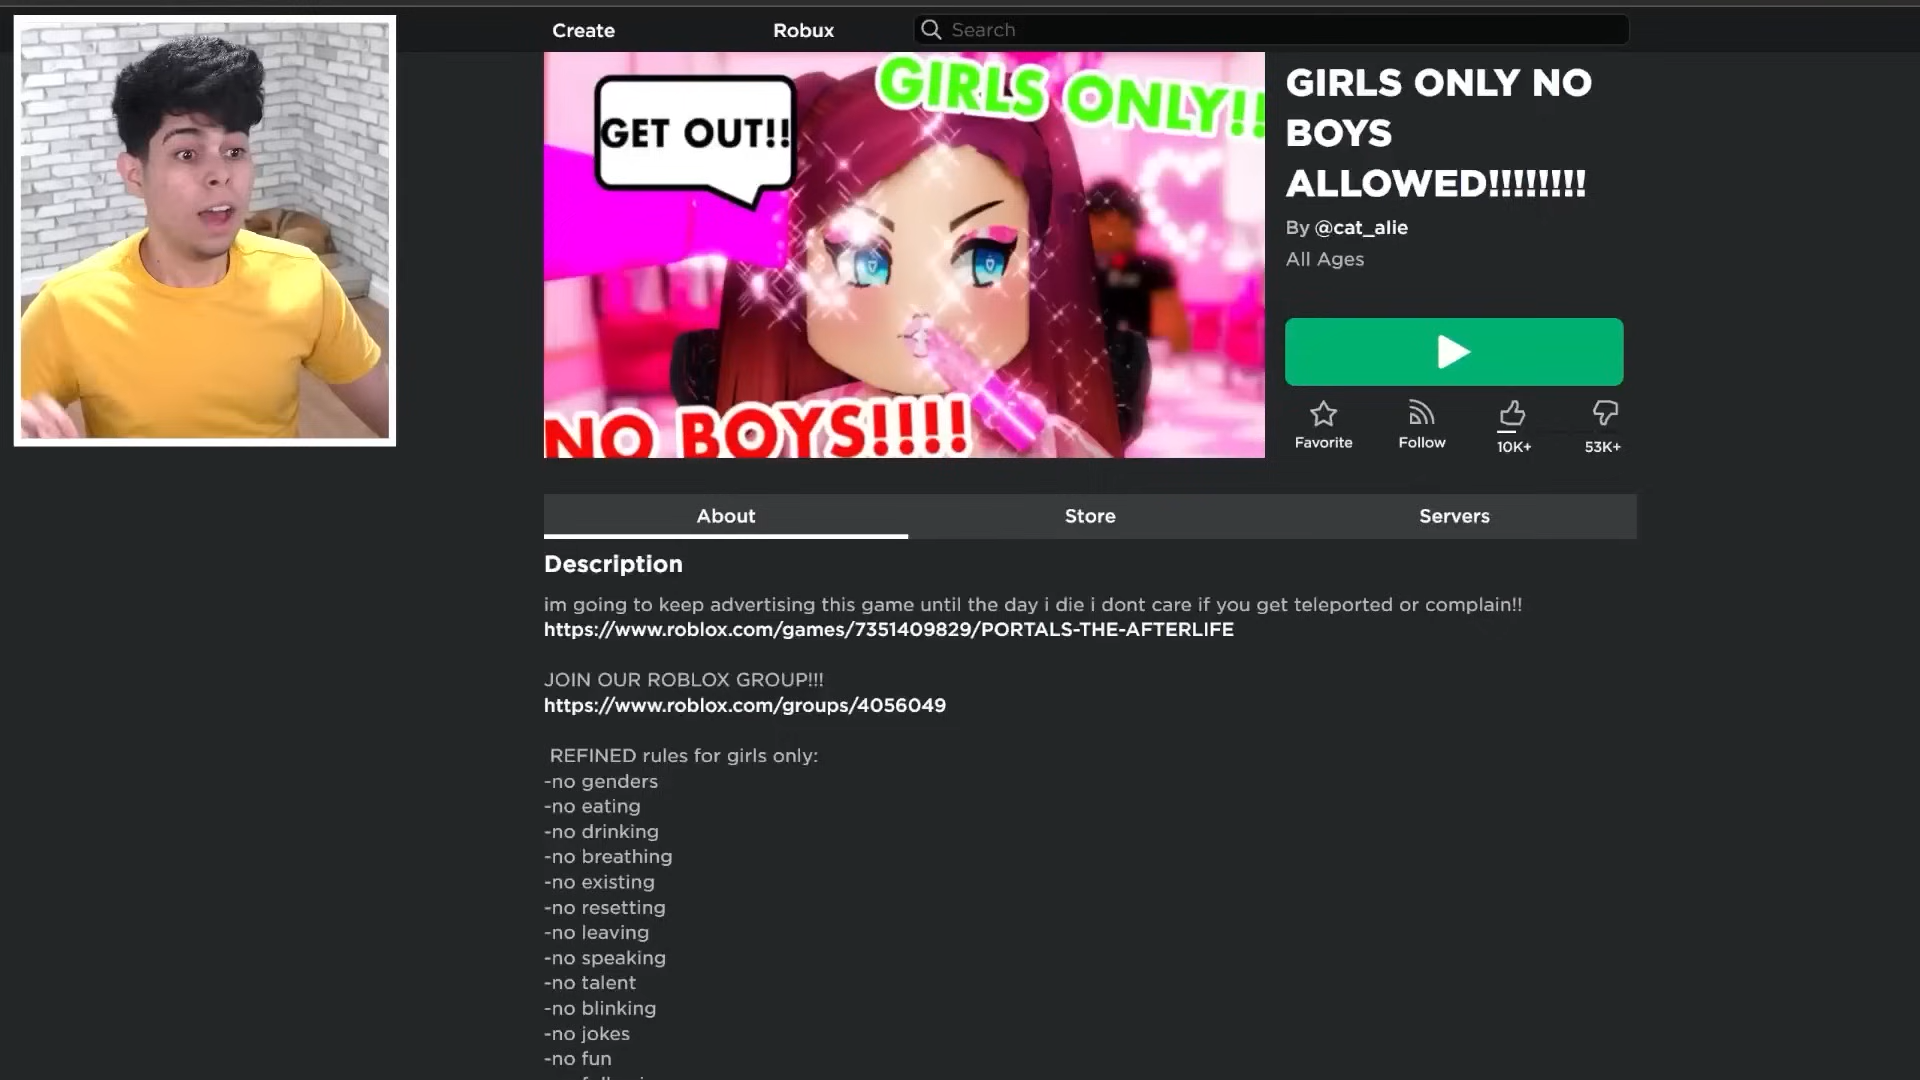 Create
Robux
Search
GET OUT!!
GIRLS ONLY!!
NO BOYS!!!!
GIRLS ONLY NO
BOYS
ALLOWED!!!!!!!!
By @cat_alie
All Ages
Favorite
Follow
10K+
53K+
About
Store
Servers
Description
im going to keep advertising this game until the day i die i dont care if you get teleported or complain!!
https://www.roblox.com/games/7351409829/PORTALS-THE-AFTERLIFE
JOIN OUR ROBLOX GROUP!!!
https://www.roblox.com/groups/4056049
REFINED rules for girls only:
-no genders
-no eating
-no drinking
-no breathing
-no existing
-no resetting
-no leaving
-no speaking
-no talent
-no blinking
-no jokes
-no fun